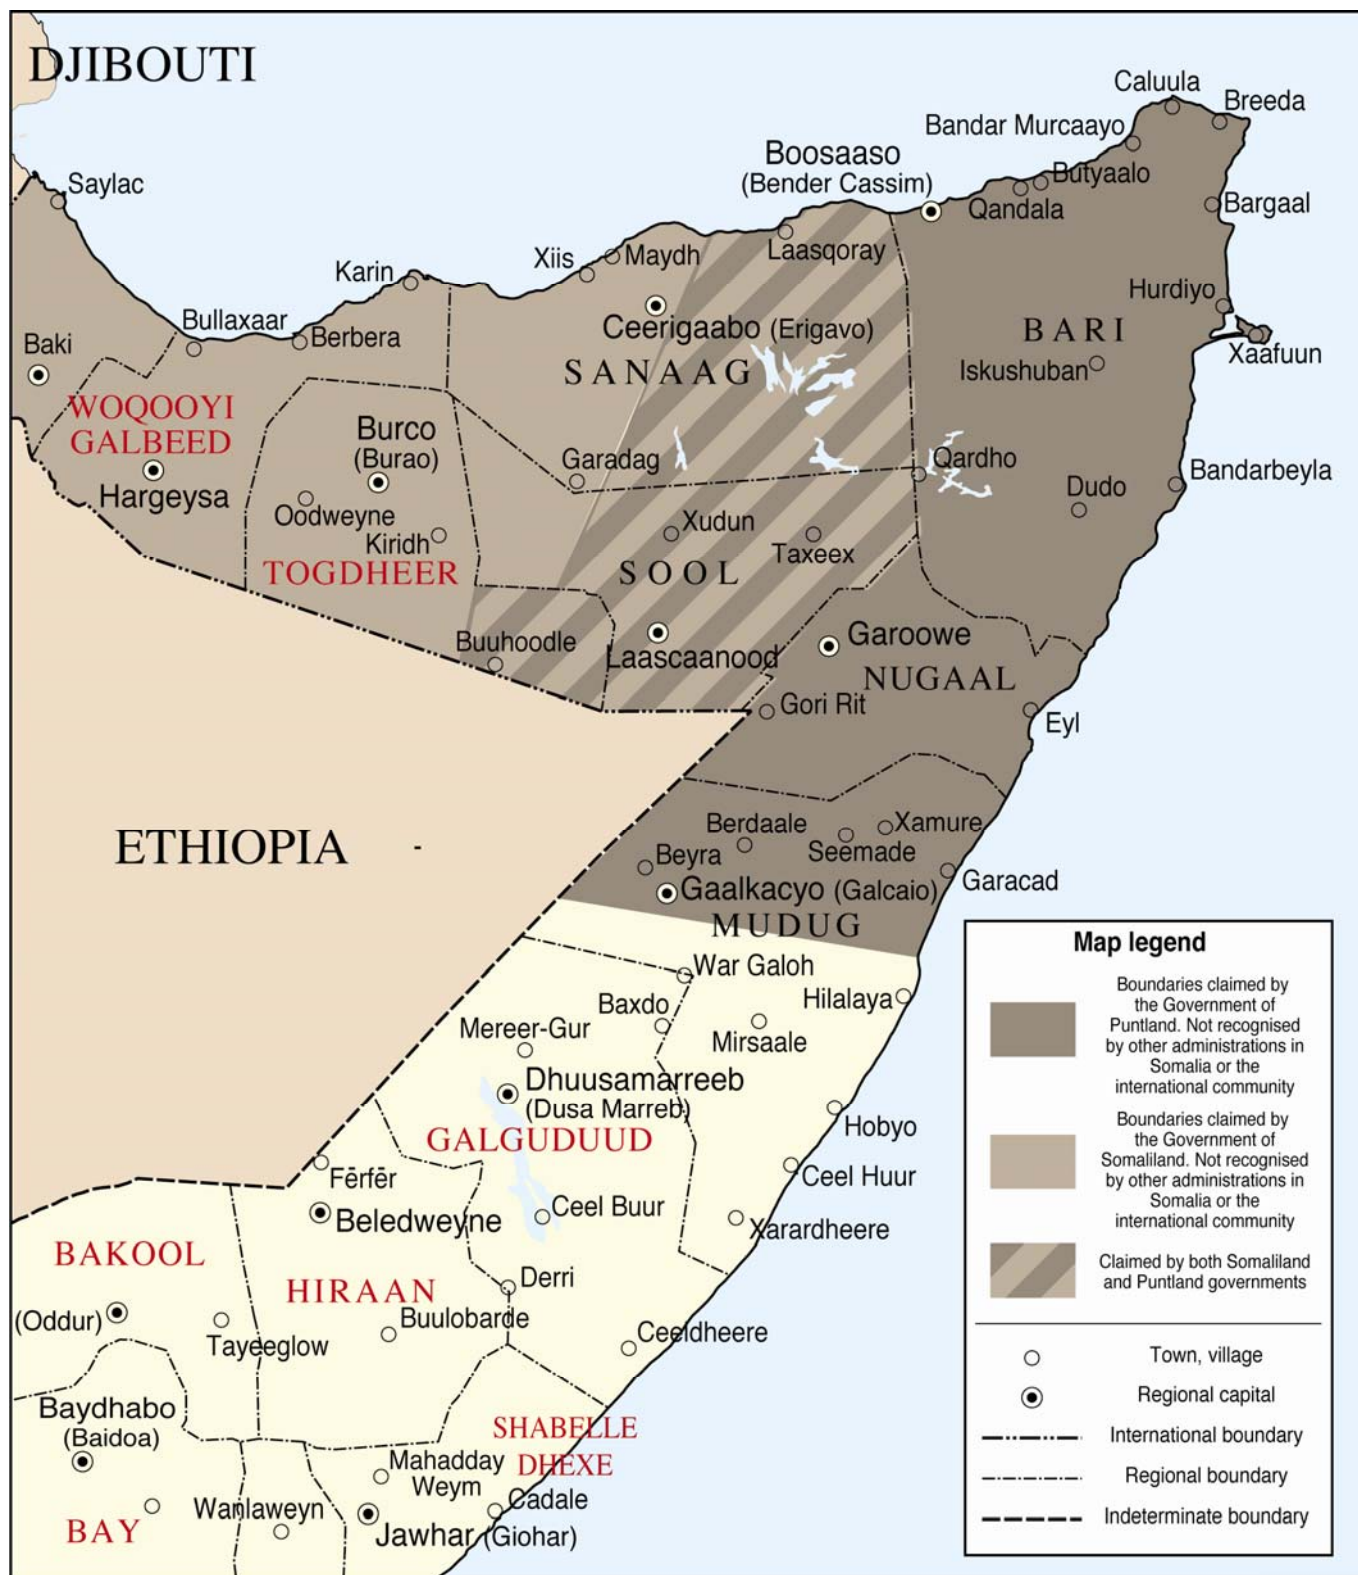 DJIBOUTI
Caluula
Breeda
Bandar Murcaayo
Boosaaso
(Bender Cassim)
Butyaalo
Qandala
Bargaal
Saylac
Laasqoray
Maydh
Xiis
Karin
Hurdiyo
Bullaxaar
Berbera
Ceerigaabo (Erigavo)
BARI
Xaafuun
Baki
SANAAG
Iskushuban
WOQOOYI
GALBEED
Burco
(Burao)
Garadag
Qardho
Bandarbeyla
Hargeysa
Oodweyne
Dudo
Kiridh
Xudun
Taxeex
TOGDHEER
SOOL
Buuhoodle
Laascaanood
Garoowe
NUGAAL
Gori Rit
Eyl
ETHIOPIA
-
Berdaale
Xamure
Seemade
Beyra
Gaalkacyo (Galcaio)
Garacad
MUDUG
War Galoh
Hilalaya
Baxdo
Mereer-Gur
Mirsaale
Dhuusamarreeb
(Dusa Marreb)
Hobyo
GALGUDUUD
Fērfēr
Ceel Huur
Ceel Buur
Beledweyne
Xarardheere
BAKOOL
HIRAAN
Derri
(Oddur)
Buulobarde
Tayeeglow
Ceeldheere
Baydhabo
(Baidoa)
SHABELLE
DHEXE
Mahadday
Weym
Cadale
Wanlaweyn
BAY
Jawhar (Giohar)
Map legend
Boundaries claimed by
the Government of
Puntland. Not recognised
by other administrations in
Somalia or the
international community
Boundaries claimed by
the Government of
Somaliland. Not recognised
by other administrations in
Somalia or the
international community
Claimed by both Somaliland
and Puntland governments
Town, village
Regional capital
International boundary
Regional boundary
Indeterminate boundary